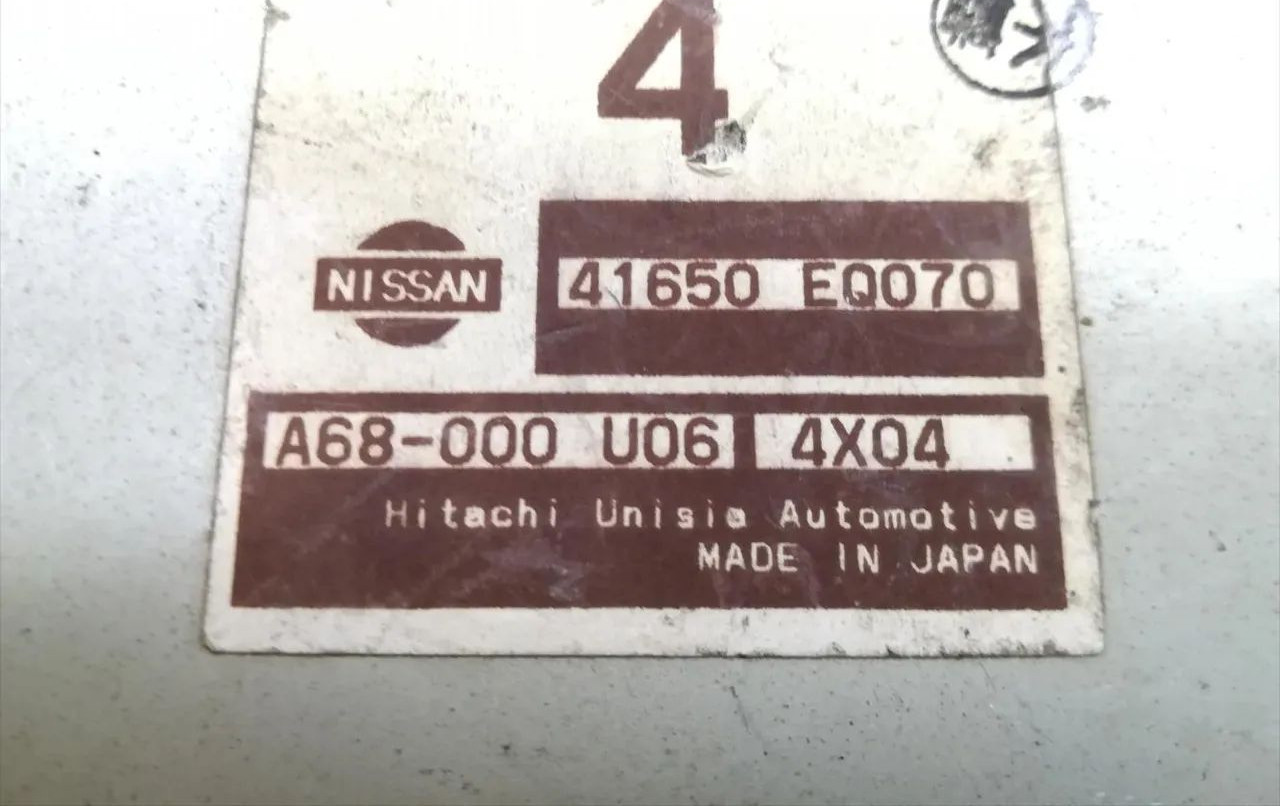 4
NISSAN
41650 EQ070
A68-000 U06 4X04
Hitachi Unisia Automotive
MADE IN JAPAN